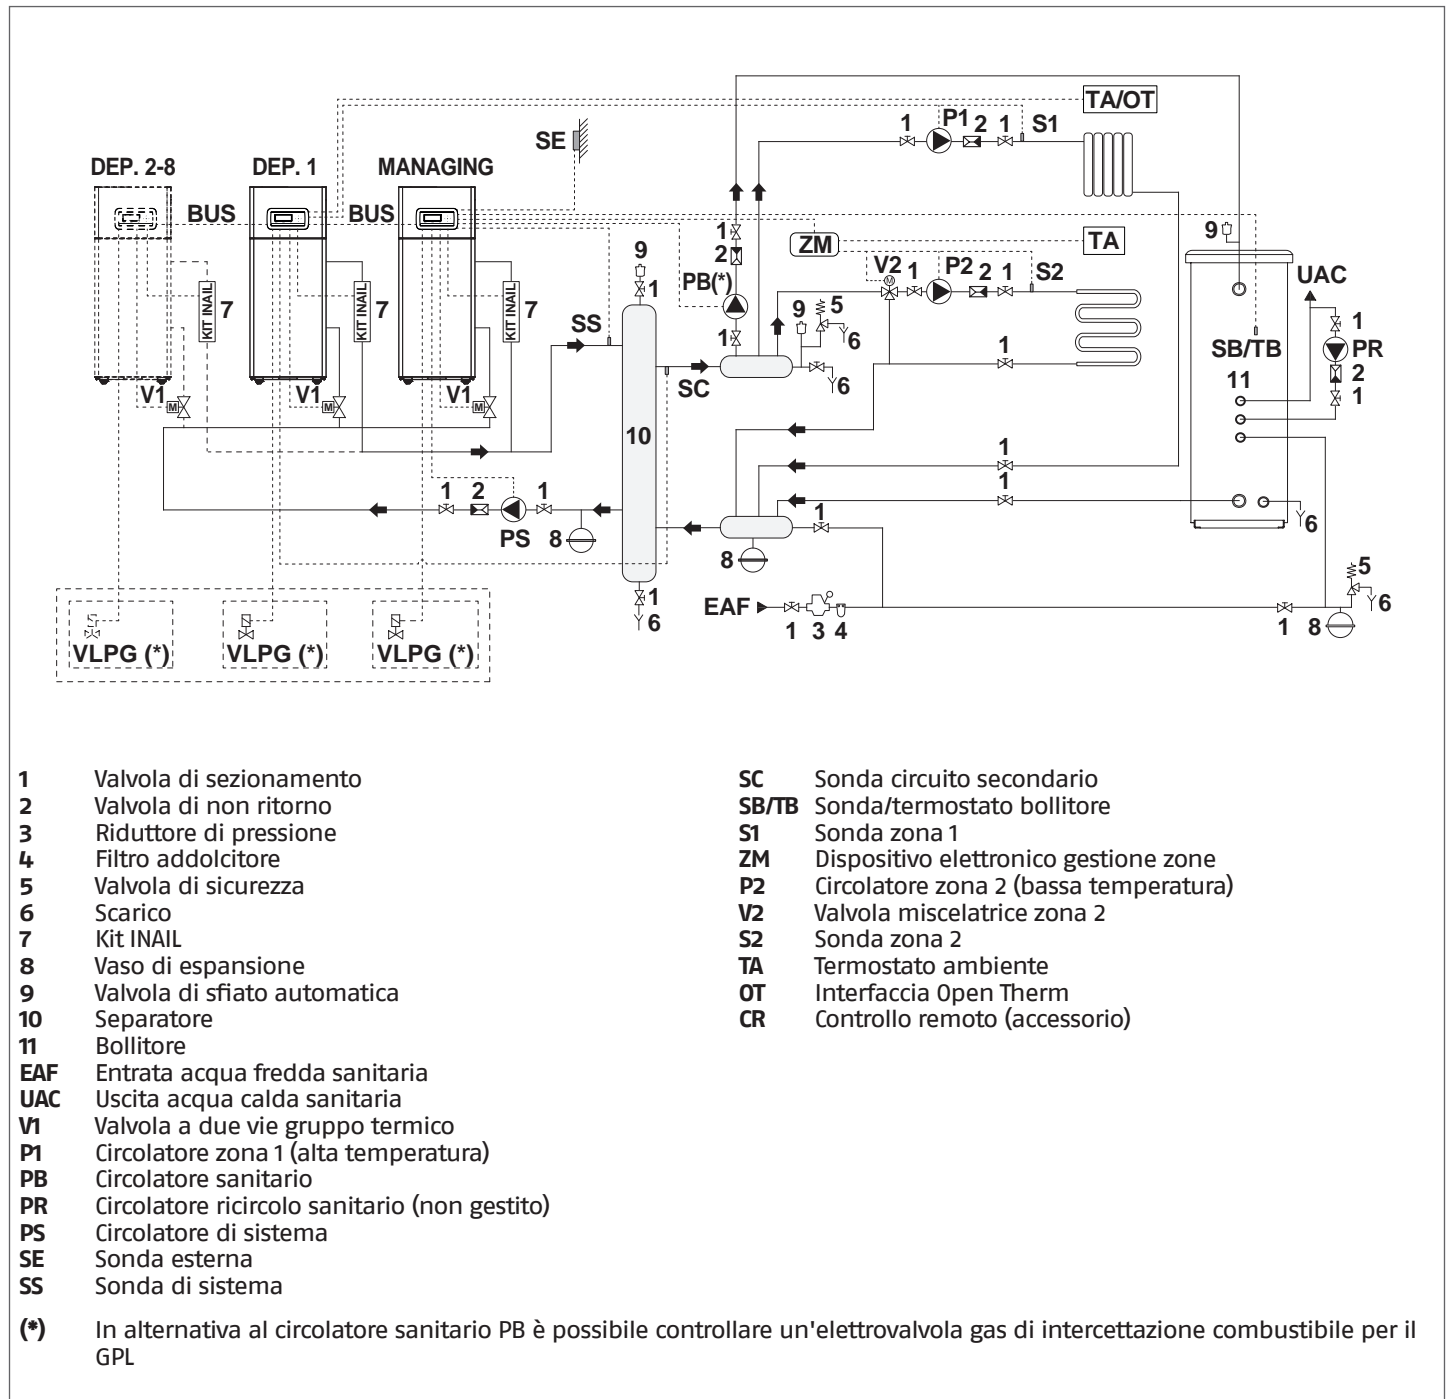 TA/OT
P1
1
2
1
S1
SE
DEP. 2-8
DEP. 1
MANAGING
BUS
BUS
9
1
2
PB(*)
1
ZM
TA
V2
1
P2
2
1
S2
9
UAC
9
1
5
6
6
KIT INAIL
7
KIT INAIL
7
KIT INAIL
7
SS
SC
1
SB/TB
11
1
PR
2
1
V1
M
V1
M
V1
M
M
10
1
1
1
2
1
PS
8
8
1
6
5
6
1
6
EAF
1
3
4
1
8
VLPG (*)
VLPG (*)
VLPG (*)
1 Valvola di sezionamento
2 Valvola di non ritorno
3 Riduttore di pressione
4 Filtro addolcitore
5 Valvola di sicurezza
6 Scarico
7 Kit INAIL
8 Vaso di espansione
9 Valvola di sfiato automatica
10 Separatore
11 Bollitore
EAF Entrata acqua fredda sanitaria
UAC Uscita acqua calda sanitaria
V1 Valvola a due vie gruppo termico
P1 Circolatore zona 1 (alta temperatura)
PB Circolatore sanitario
PR Circolatore ricircolo sanitario (non gestito)
PS Circolatore di sistema
SE Sonda esterna
SS Sonda di sistema
SC Sonda circuito secondario
SB/TB Sonda/termostato bollitore
S1 Sonda zona 1
ZM Dispositivo elettronico gestione zone
P2 Circolatore zona 2 (bassa temperatura)
V2 Valvola miscelatrice zona 2
S2 Sonda zona 2
TA Termostato ambiente
OT Interfaccia Open Therm
CR Controllo remoto (accessorio)
(*) In alternativa al circolatore sanitario PB è possibile controllare un'elettrovalvola gas di intercettazione combustibile per il
GPL